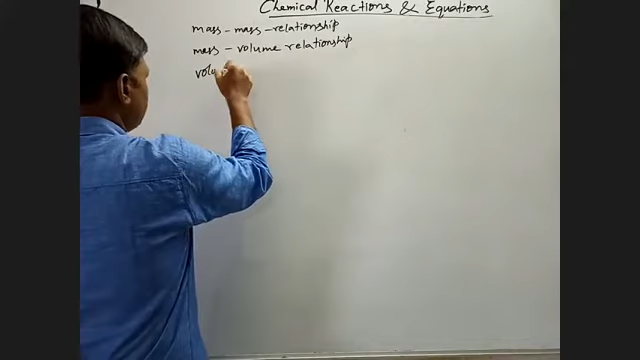 Chemical Reactions & Equations
mass - mass - relationship
mass - volume relationship